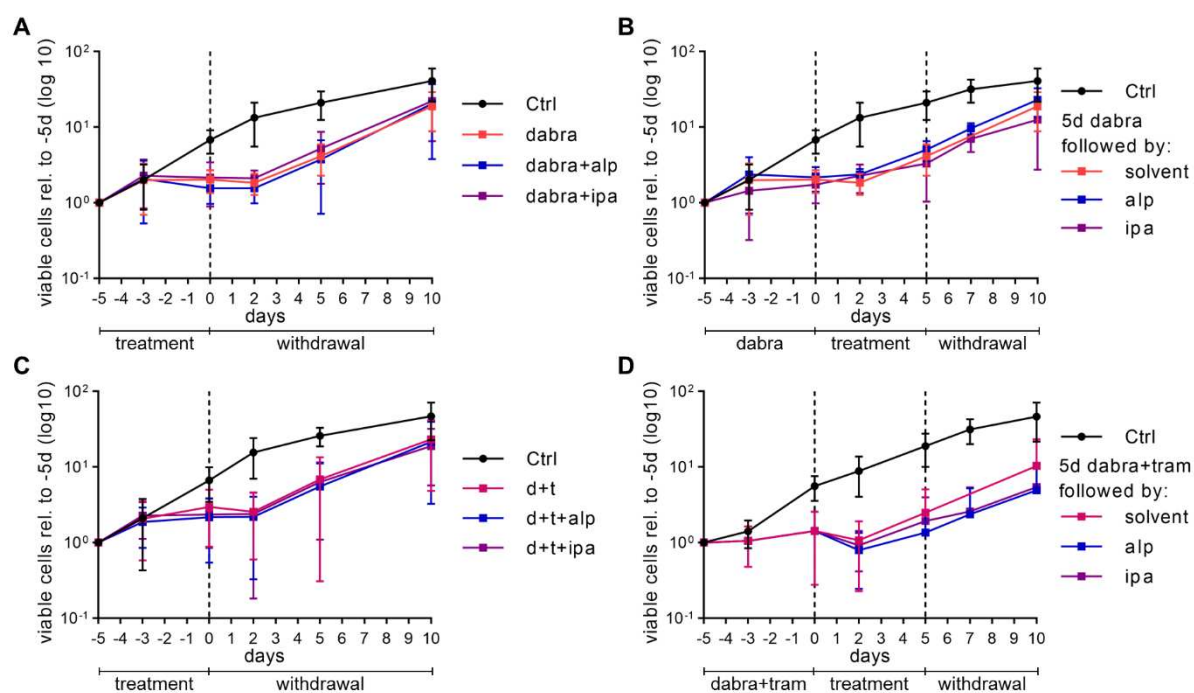 A
viable cells rel. to -5d (log 10)
10²
10¹
10⁰
10⁻¹
-5 -4 -3 -2 -1 0 1 2 3 4 5 6 7 8 9 10
days
treatment withdrawal
Ctrl
dabra
dabra+alp
dabra+ipa
B
viable cells rel. to -5d (log 10)
10²
10¹
10⁰
10⁻¹
-5 -4 -3 -2 -1 0 1 2 3 4 5 6 7 8 9 10
days
dabra treatment withdrawal
Ctrl
5d dabra
followed by:
solvent
alp
ipa
C
viable cells rel. to -5d (log10)
10²
10¹
10⁰
10⁻¹
-5 -4 -3 -2 -1 0 1 2 3 4 5 6 7 8 9 10
days
treatment withdrawal
Ctrl
d+t
d+t+alp
d+t+ipa
D
viable cells rel. to -5d (log10)
10²
10¹
10⁰
10⁻¹
-5 -4 -3 -2 -1 0 1 2 3 4 5 6 7 8 9 10
days
dabra+tram treatment withdrawal
Ctrl
5d dabra+tram
followed by:
solvent
alp
ipa